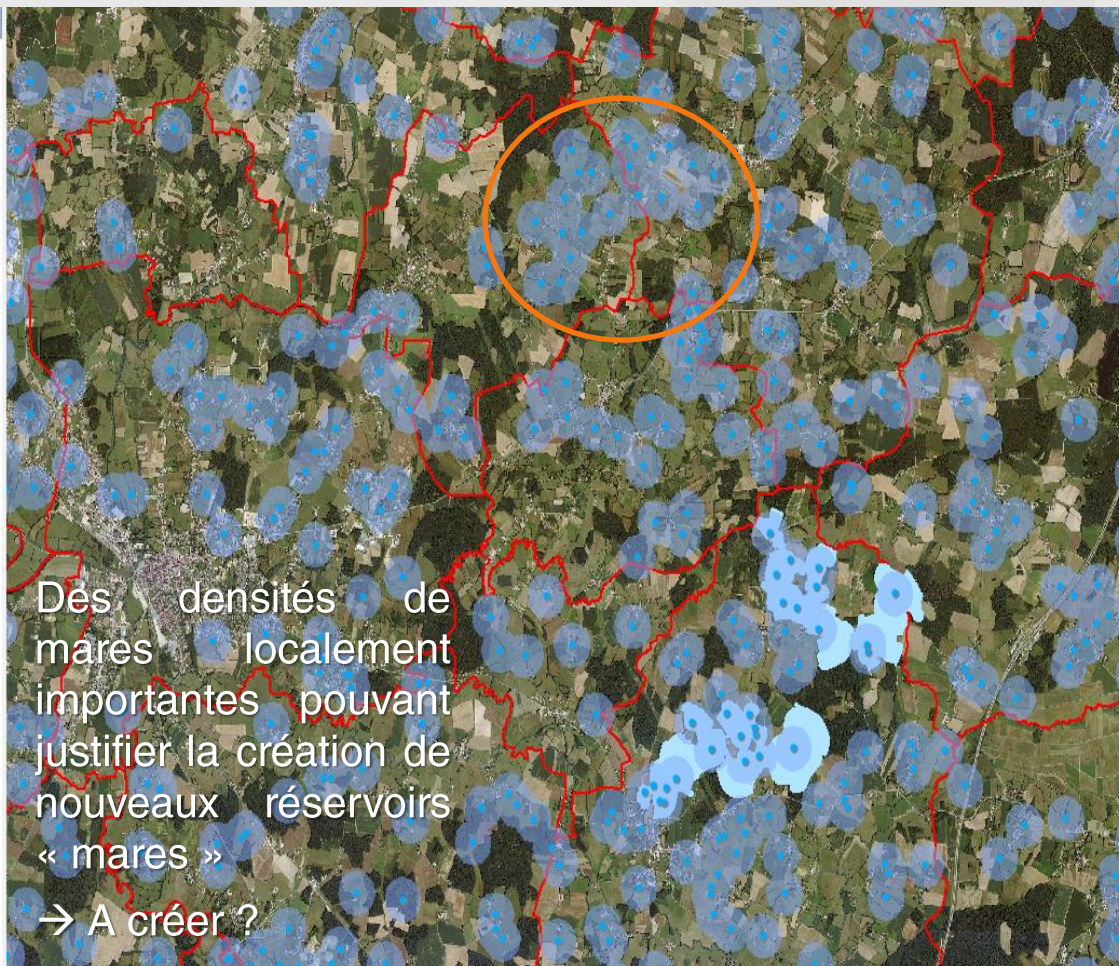 Des densités de
mares localement
importantes pouvant
justifier la création de
nouveaux réservoirs
« mares »
→ A créer ?